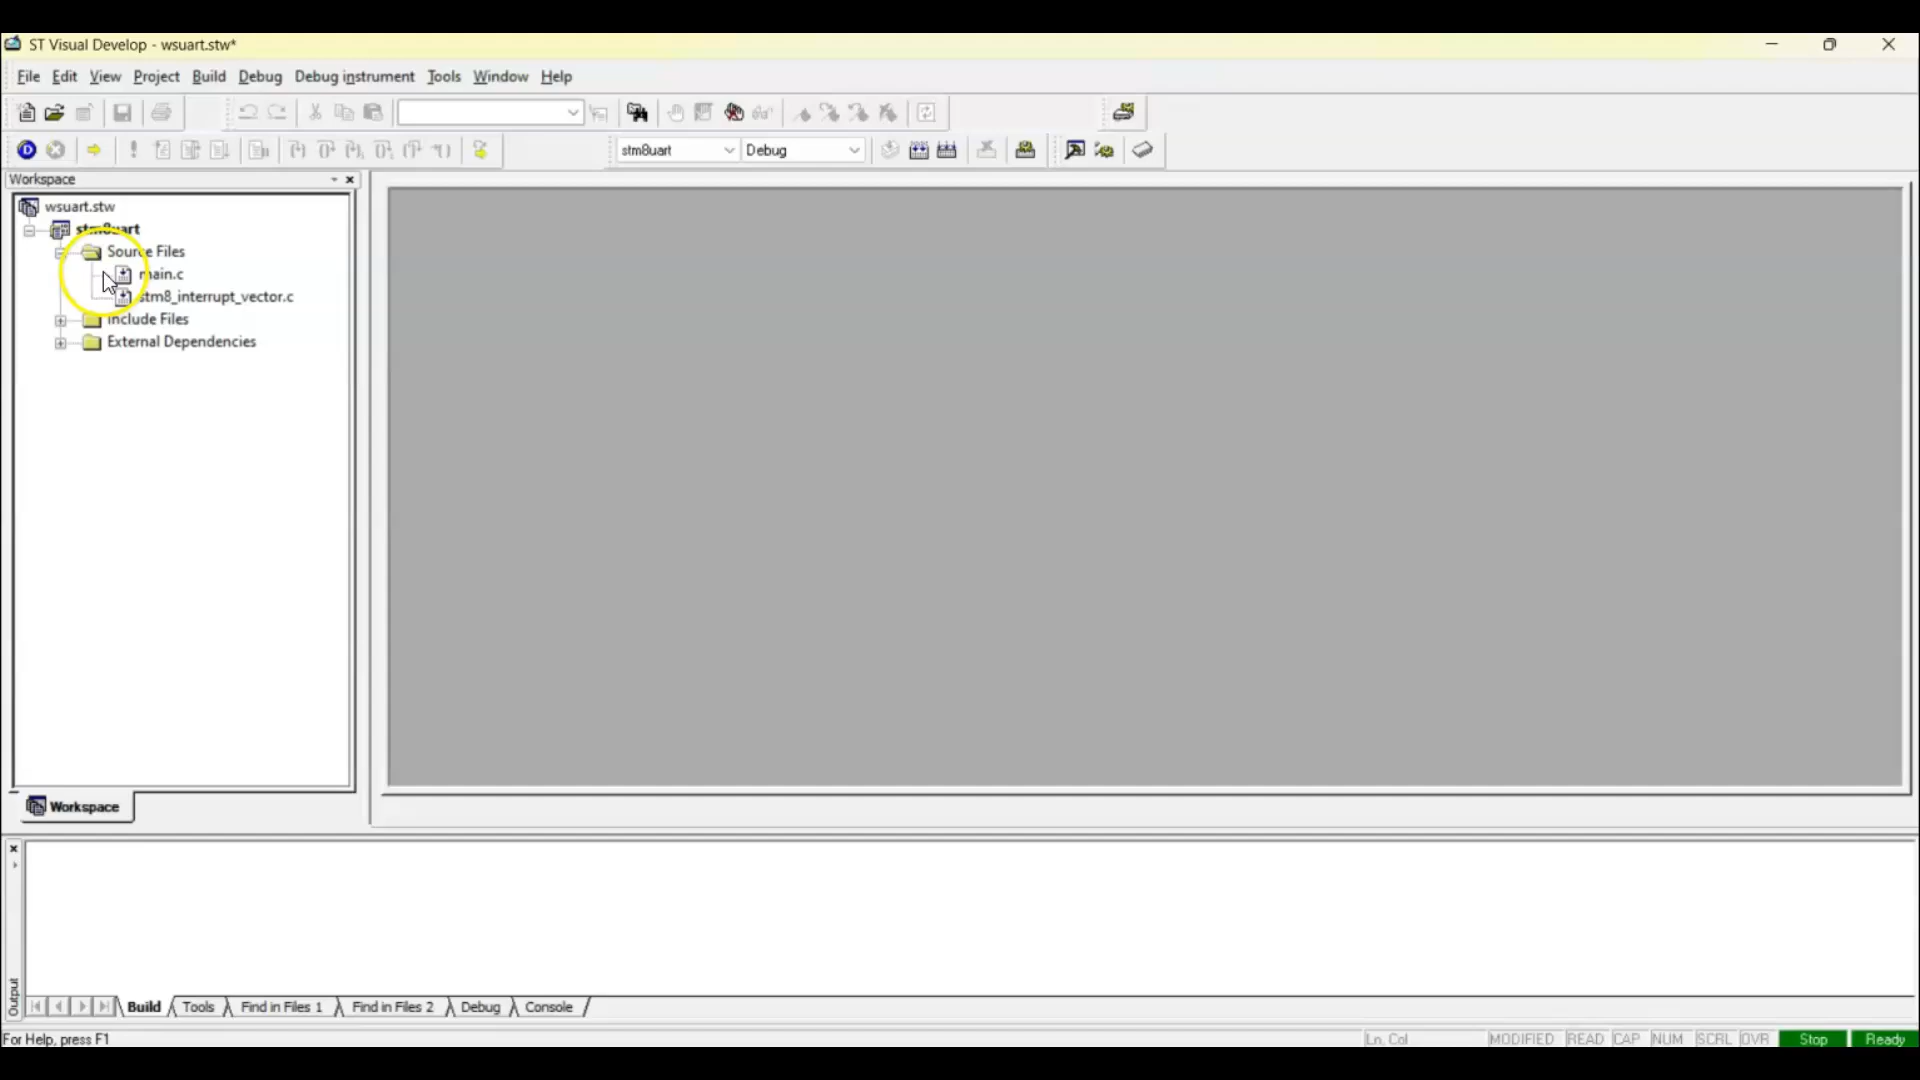 ST Visual Develop - wsuart.stw*
File Edit View Project Build Debug Debug instrument Tools Window Help
stm8uart Debug
Workspace
wsuart.stw
stm8uart
Source Files
main.c
stm8_interrupt_vector.c
Include Files
External Dependencies
Workspace
Output
Build Tools Find in Files 1 Find in Files 2 Debug Console
For Help, press F1 Ln, Col MODIFIED READ CAP NUM SCRL OVR Stop Ready